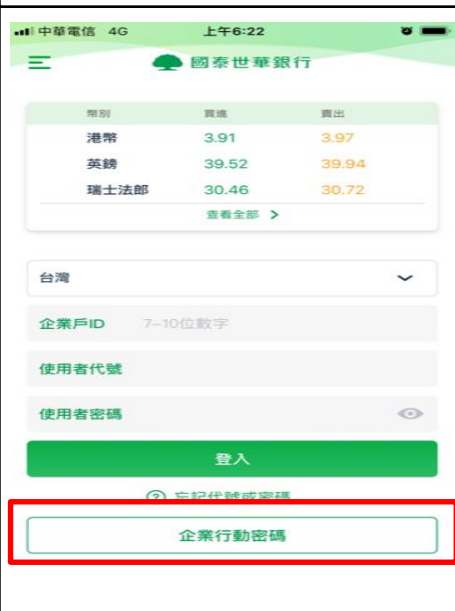 中華電信 4G 上午6:22
國泰世華銀行
幣別 買進 賣出
港幣 3.91 3.97
英鎊 39.52 39.94
瑞士法郎 30.46 30.72
查看全部 >
台灣
企業戶ID 7-10位數字
使用者代號
使用者密碼
登入
? 忘記代號或密碼
企業行動密碼